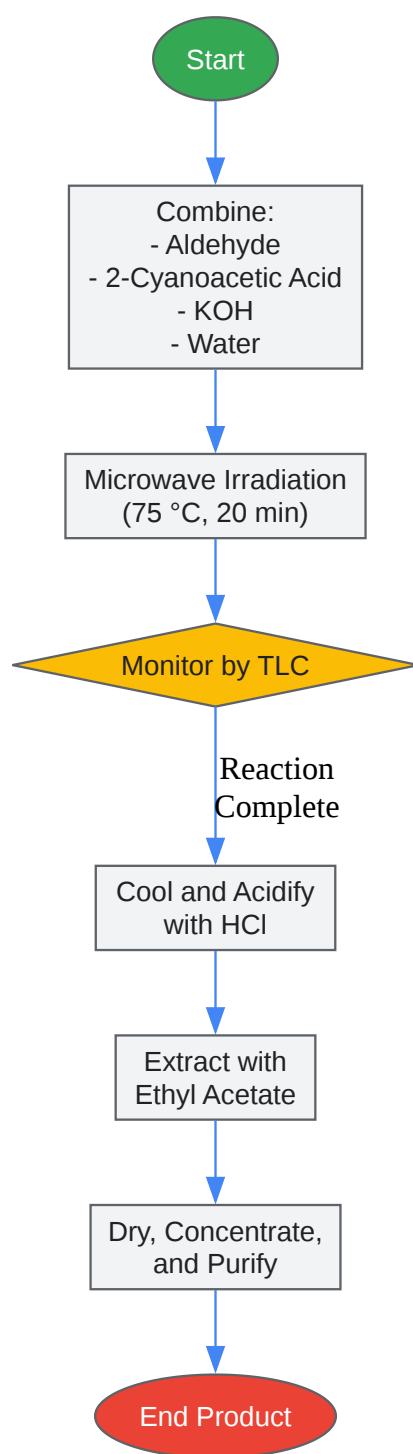 Start
Combine:
- Aldehyde
- 2-Cyanoacetic Acid
- KOH
- Water
Microwave Irradiation
(75 °C, 20 min)
Monitor by TLC
Reaction
Complete
Cool and Acidify
with HCl
Extract with
Ethyl Acetate
Dry, Concentrate,
and Purify
End Product